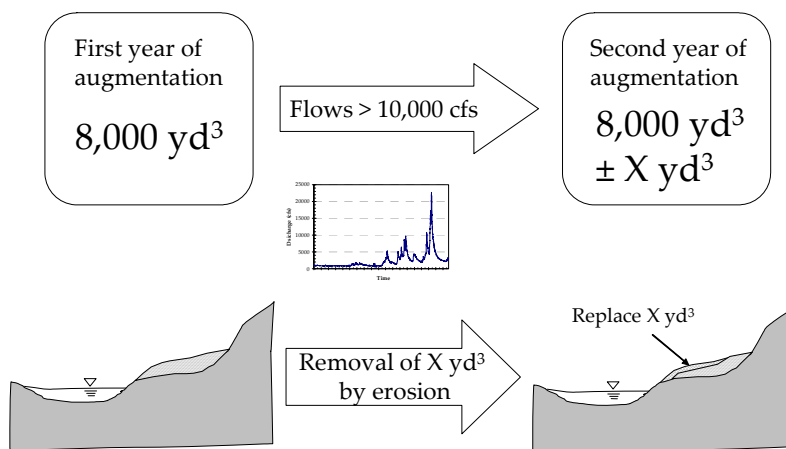 First year of
augmentation
8,000 yd³
Flows > 10,000 cfs
Second year of
augmentation
8,000 yd³
± X yd³
25000
20000
15000
10000
5000
0
Discharge (cfs)
Time
Removal of X yd³
by erosion
Replace X yd³